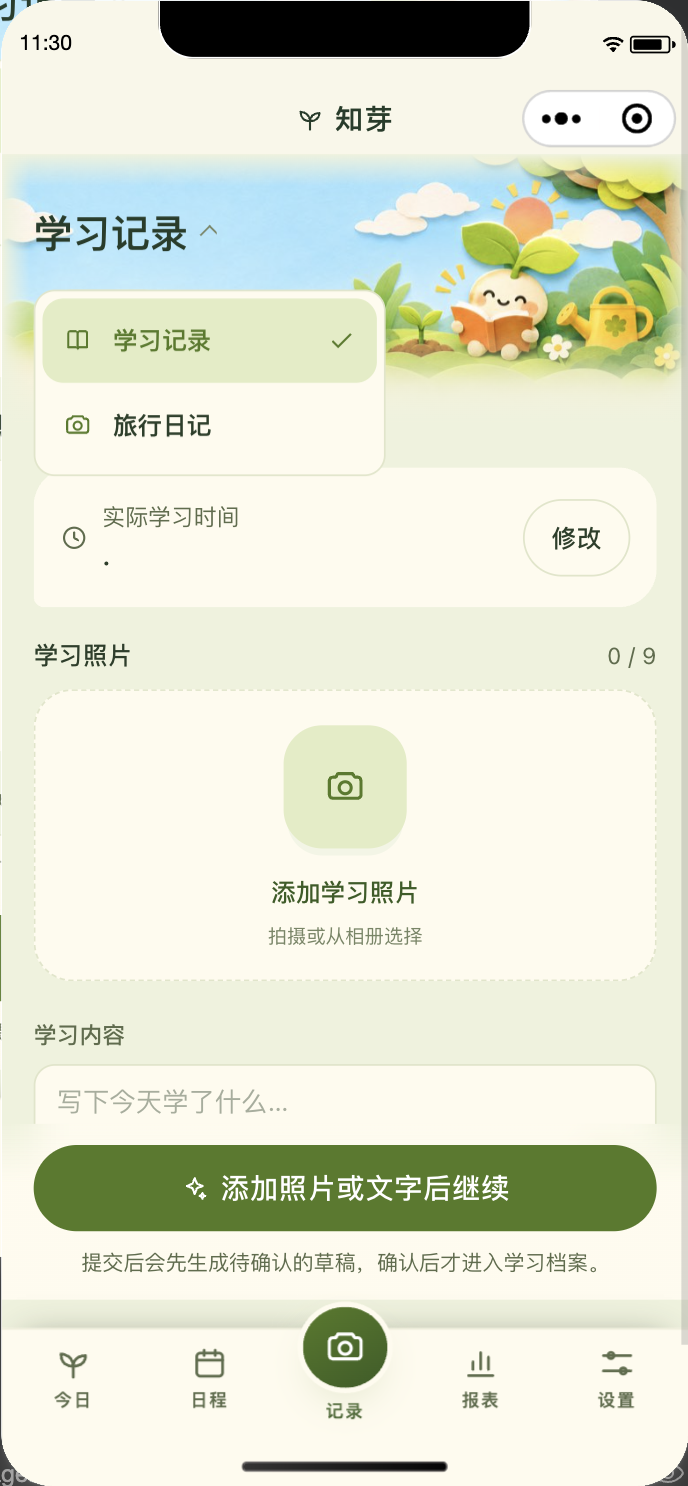 11:30
知芽
学习记录
学习记录
旅行日记
实际学习时间
.
修改
学习照片
0 / 9
添加学习照片
拍摄或从相册选择
学习内容
写下今天学了什么...
添加照片或文字后继续
提交后会先生成待确认的草稿，确认后才进入学习档案。
今日
日程
记录
报表
设置